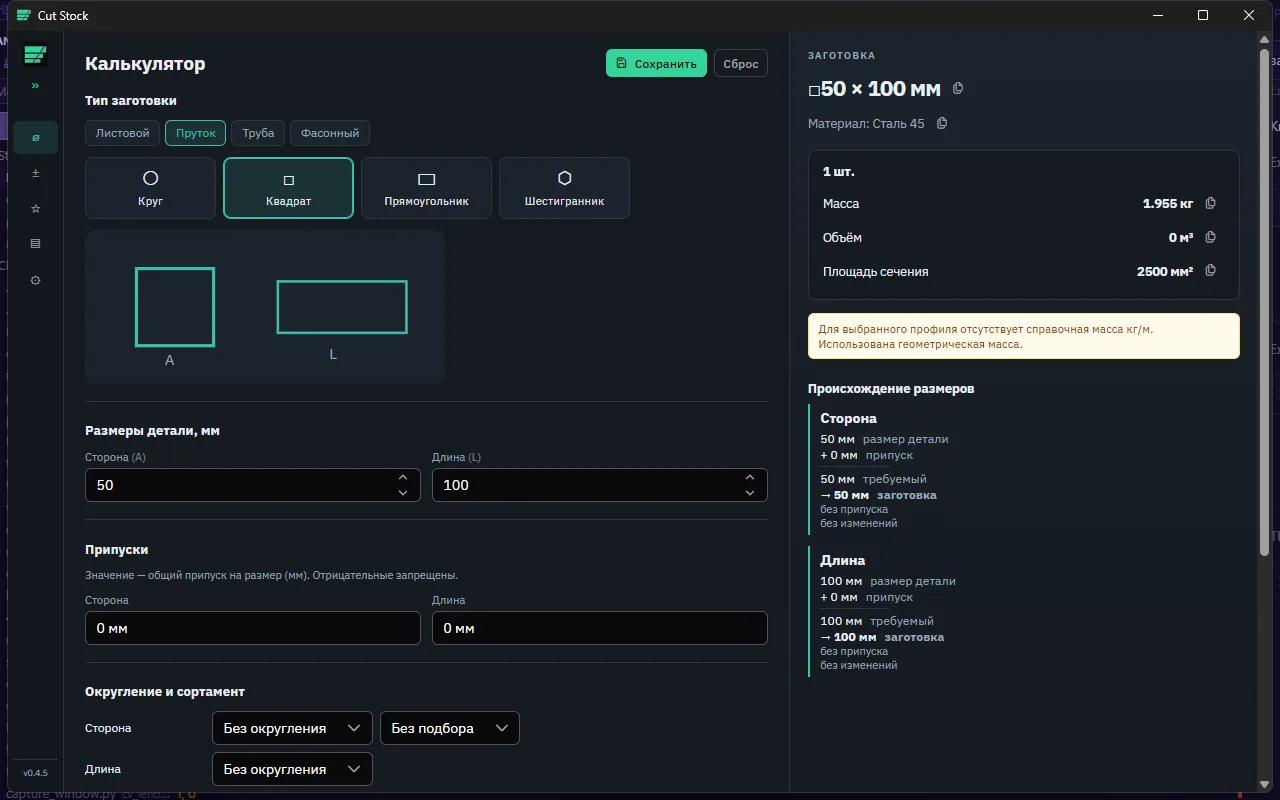 Cut Stock
Калькулятор
Сохранить
Сброс
Тип заготовки
Листовой
Пруток
Труба
Фасонный
Круг
Квадрат
Прямоугольник
Шестигранник
A
L
Размеры детали, мм
Сторона (A)
Длина (L)
50
100
Припуски
Значение — общий припуск на размер (мм). Отрицательные запрещены.
Сторона
Длина
0 мм
0 мм
Округление и сортамент
Сторона
Без округления
Без подбора
Длина
Без округления
v0.4.5
ЗАГОТОВКА
□50 × 100 мм
Материал: Сталь 45
1 шт.
Масса
1.955 кг
Объём
0 м³
Площадь сечения
2500 мм²
Для выбранного профиля отсутствует справочная масса кг/м.
Использована геометрическая масса.
Происхождение размеров
Сторона
50 мм размер детали
+ 0 мм припуск
50 мм требуемый
→ 50 мм заготовка
без припуска
без изменений
Длина
100 мм размер детали
+ 0 мм припуск
100 мм требуемый
→ 100 мм заготовка
без припуска
без изменений
capture_window.py